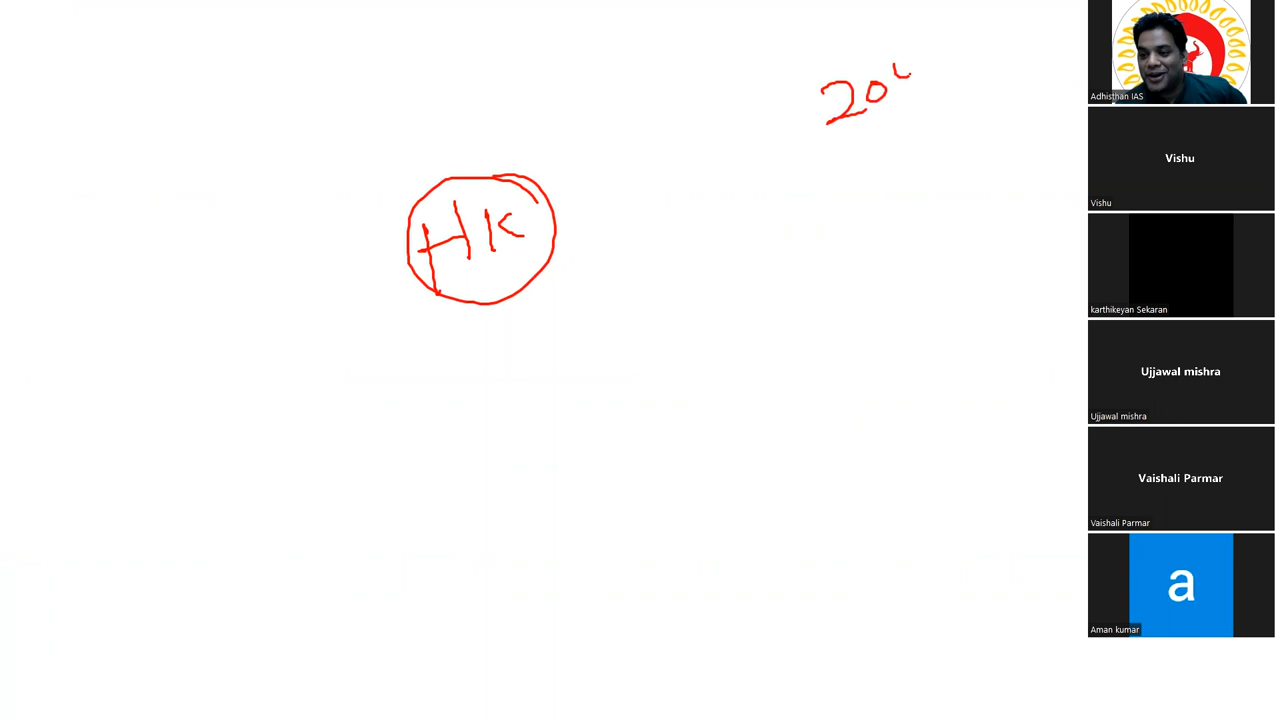 20
HK
Adhisthan IAS
Vishu
Vishu
karthikeyan Sekaran
Ujjawal mishra
Ujjawal mishra
Vaishali Parmar
Vaishali Parmar
a
Aman kumar